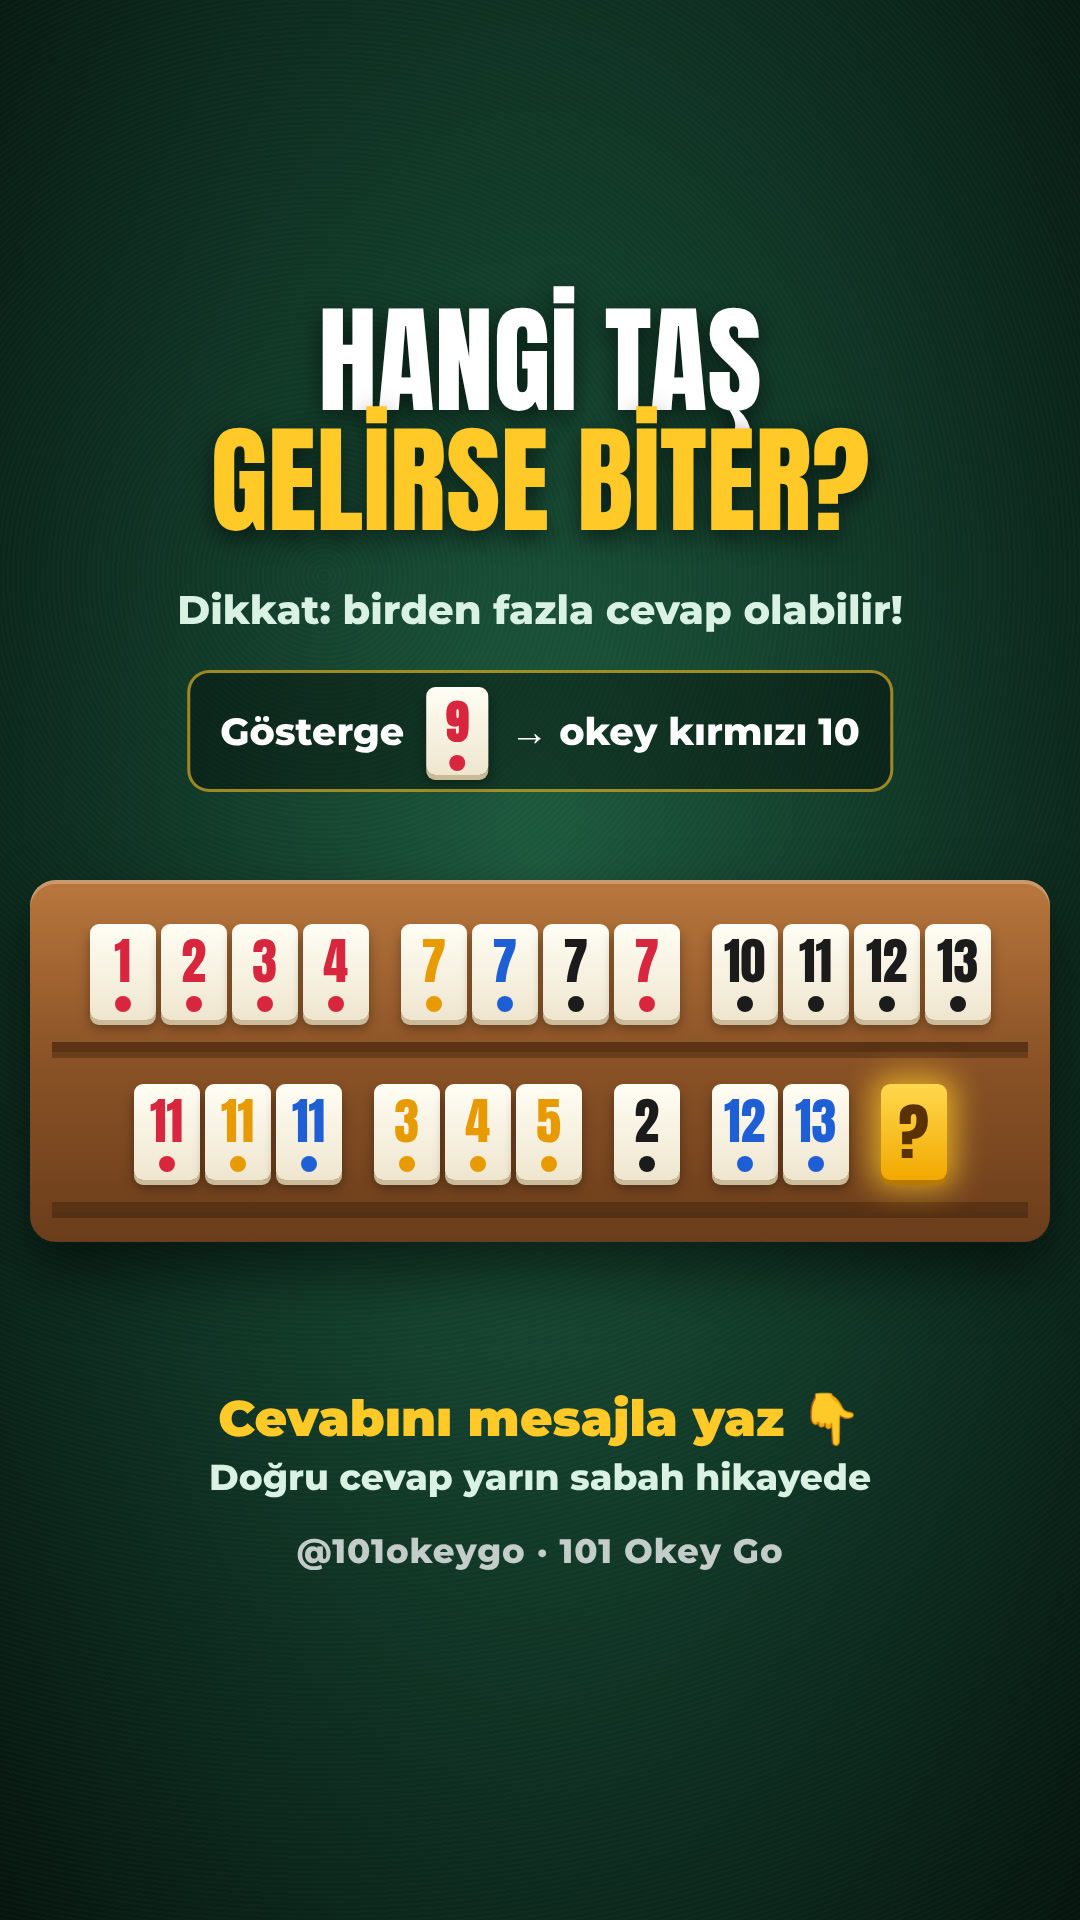 HANGİ TAŞ
GELİRSE BİTER?
Dikkat: birden fazla cevap olabilir!
Gösterge 9 → okey kırmızı 10
1 2 3 4 7 7 7 7 10 11 12 13
11 11 11 3 4 5 2 12 13 ?
Cevabını mesajla yaz 👇
Doğru cevap yarın sabah hikayede
@101okeygo · 101 Okey Go